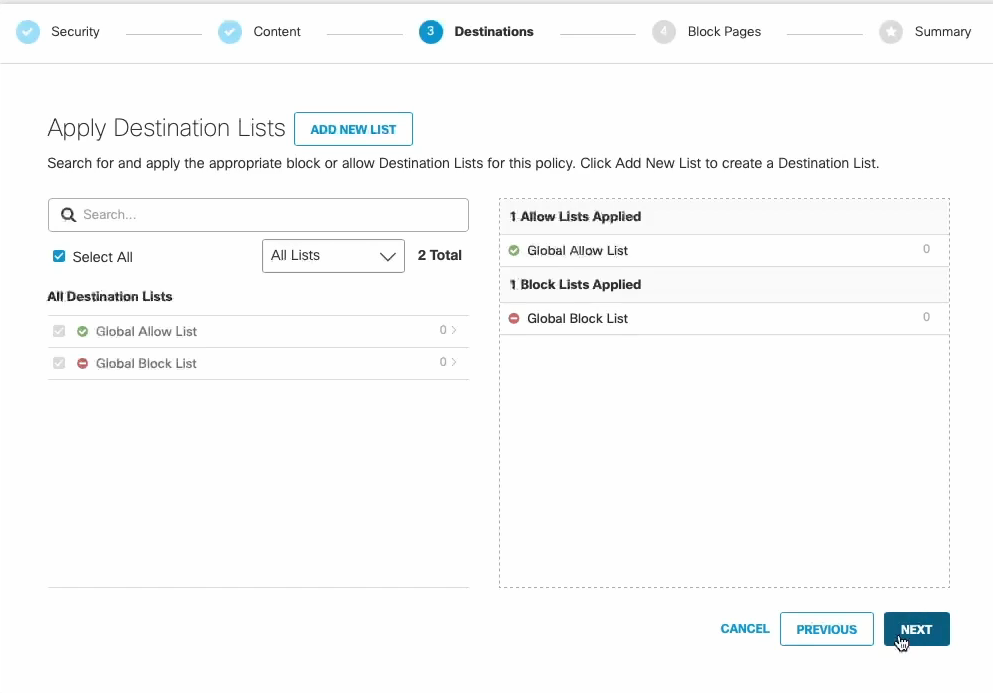 Security
Content
3 Destinations
4 Block Pages
Summary
Apply Destination Lists
ADD NEW LIST
Search for and apply the appropriate block or allow Destination Lists for this policy. Click Add New List to create a Destination List.
Search...
Select All
All Lists
2 Total
All Destination Lists
Global Allow List 0
Global Block List 0
1 Allow Lists Applied
Global Allow List 0
1 Block Lists Applied
Global Block List 0
CANCEL
PREVIOUS
NEXT